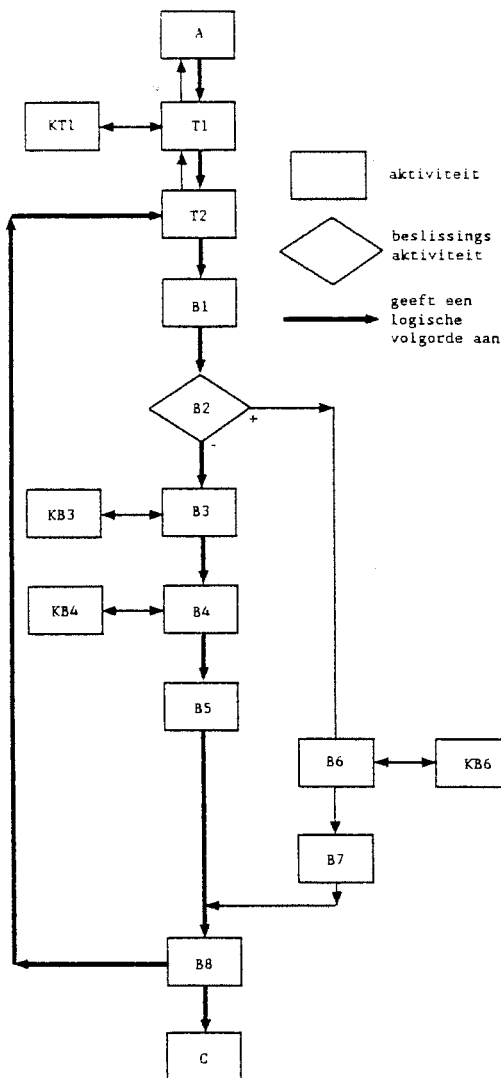 A
KT1
T1
T2
B1
B2
+
-
KB3
B3
KB4
B4
B5
B6
KB6
B7
B8
C
aktiviteit
beslissings
aktiviteit
geeft een
logische
volgorde aan